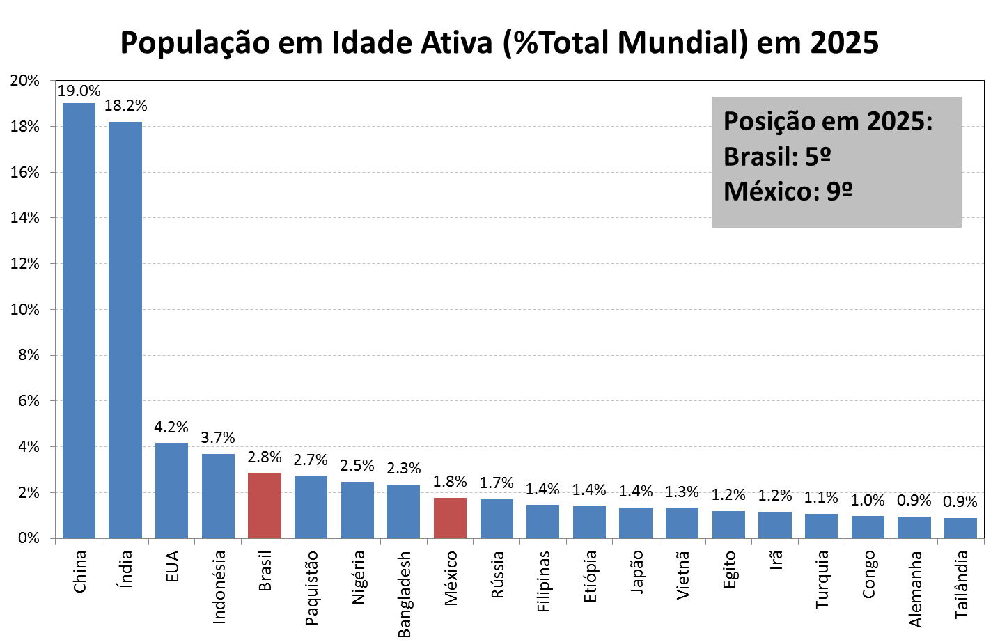 População em Idade Ativa (%Total Mundial) em 2025
20%
18%
16%
14%
12%
10%
8%
6%
4%
2%
0%
19.0%
18.2%
4.2%
3.7%
2.8%
2.7%
2.5%
2.3%
1.8%
1.7%
1.4%
1.4%
1.4%
1.3%
1.2%
1.2%
1.1%
1.0%
0.9%
0.9%
Posição em 2025:
Brasil: 5º
México: 9º
China
Índia
EUA
Indonésia
Brasil
Paquistão
Nigéria
Bangladesh
México
Rússia
Filipinas
Etiópia
Japão
Vietnã
Egito
Irã
Turquia
Congo
Alemanha
Tailândia